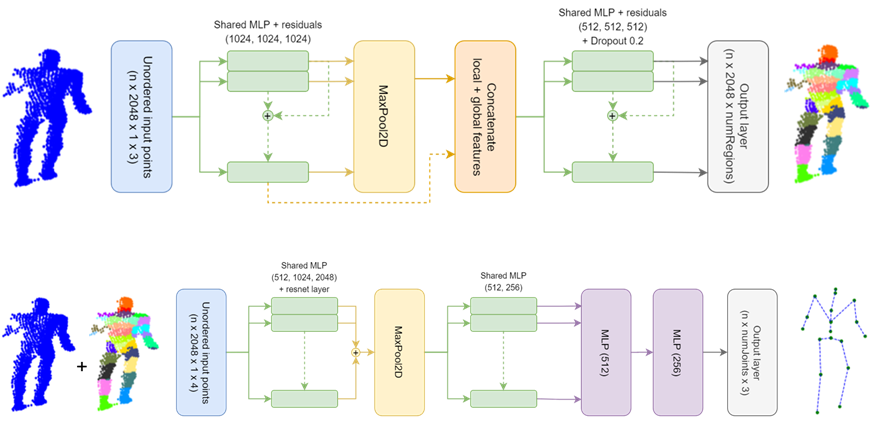 Shared MLP + residuals
(1024, 1024, 1024)
Shared MLP + residuals
(512, 512, 512)
+ Dropout 0.2
Unordered input points
(n x 2048 x 1 x 3)
+
MaxPool2D
Concatenate
local + global features
+
Output layer
(n x 2048 x numRegions)
Shared MLP
(512, 1024, 2048)
+ resnet layer
Shared MLP
(512, 256)
+
Unordered input points
(n x 2048 x 1 x 4)
+
MaxPool2D
MLP (512)
MLP (256)
Output layer
(n x numJoints x 3)